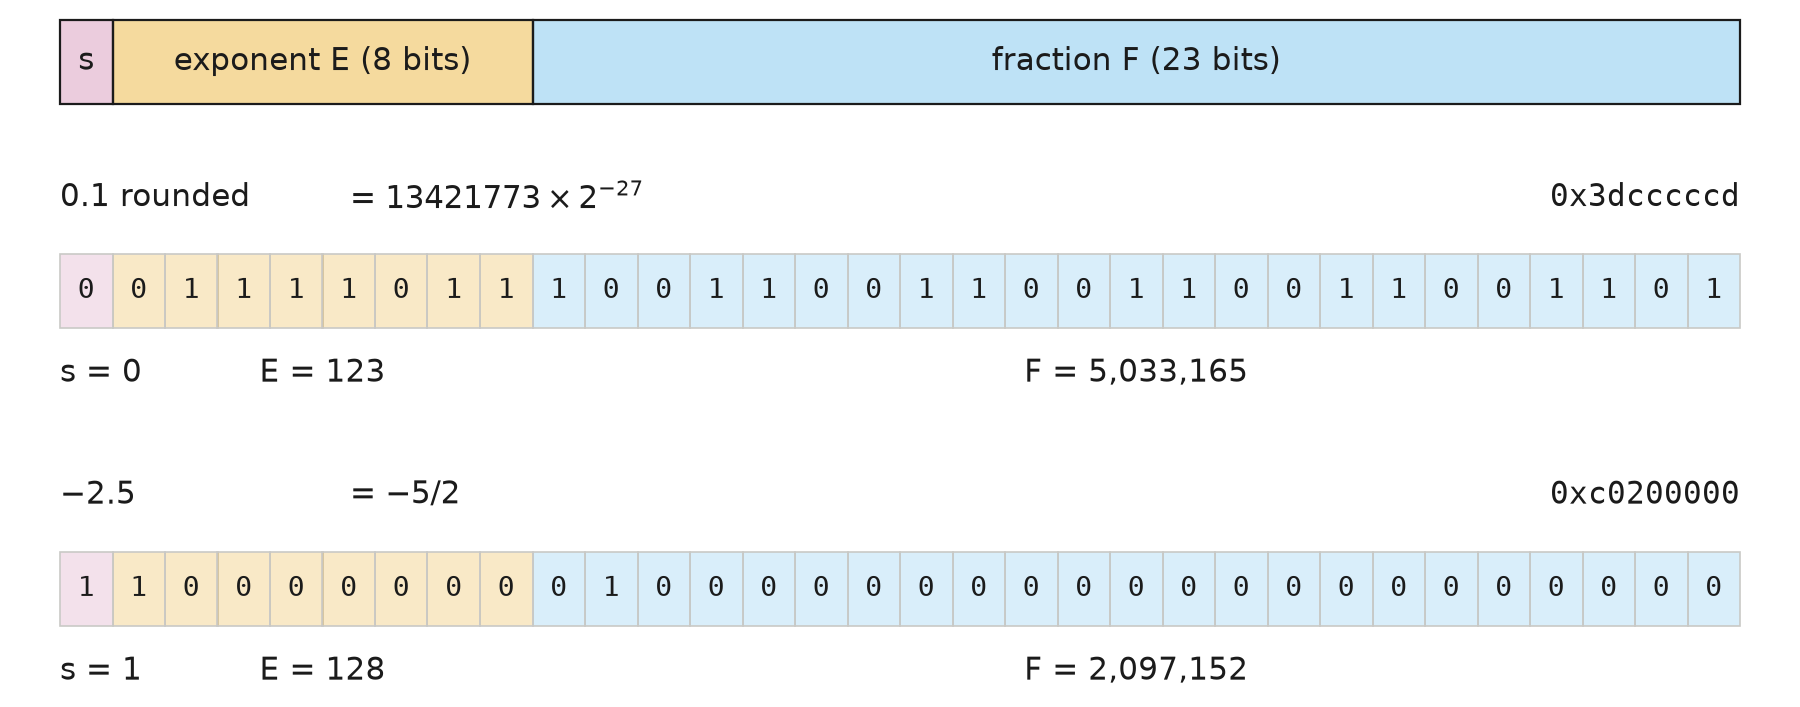 s exponent E (8 bits) fraction F (23 bits)
0.1 rounded = 13421773 × 2⁻²⁷ 0x3dcccccd
0 0 1 1 1 1 0 1 1 1 0 0 1 1 0 0 1 1 0 0 1 1 0 0 1 1 0 0 1 1 0 1
s = 0 E = 123 F = 5,033,165
−2.5 = −5/2 0xc0200000
1 1 0 0 0 0 0 0 0 0 1 0 0 0 0 0 0 0 0 0 0 0 0 0 0 0 0 0 0 0 0 0
s = 1 E = 128 F = 2,097,152